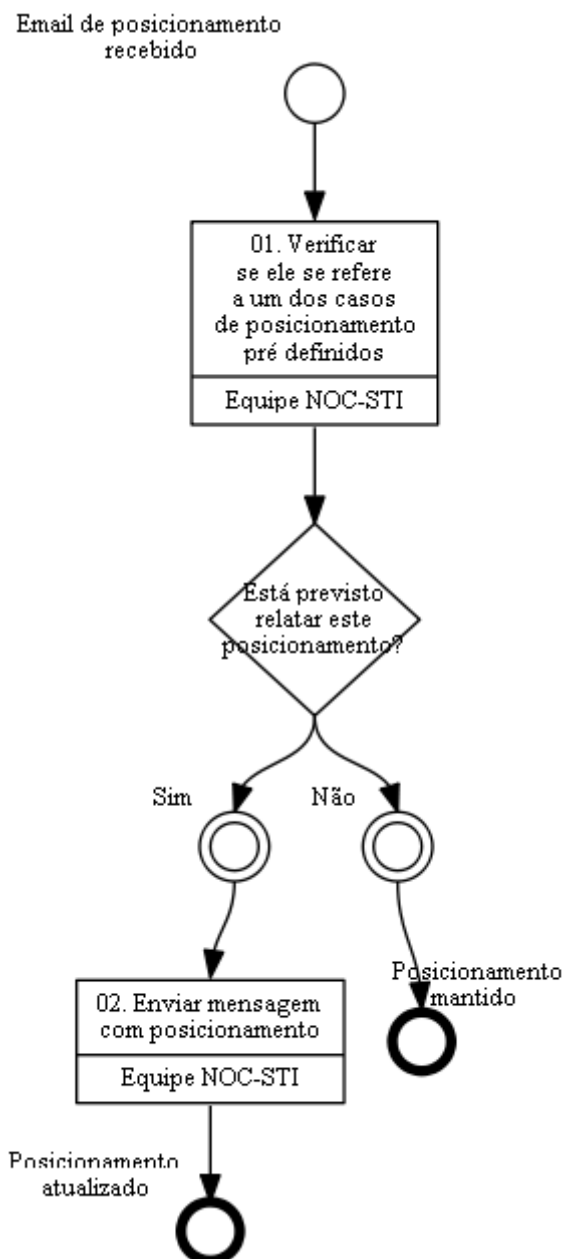 Email de posicionamento
recebido
01. Verificar
se ele se refere
a um dos casos
de posicionamento
pré definidos
Equipe NOC-STI
Está previsto
relatar este
posicionamento?
Sim
Não
Posicionamento
mantido
02. Enviar mensagem
com posicionamento
Equipe NOC-STI
Posicionamento
atualizado